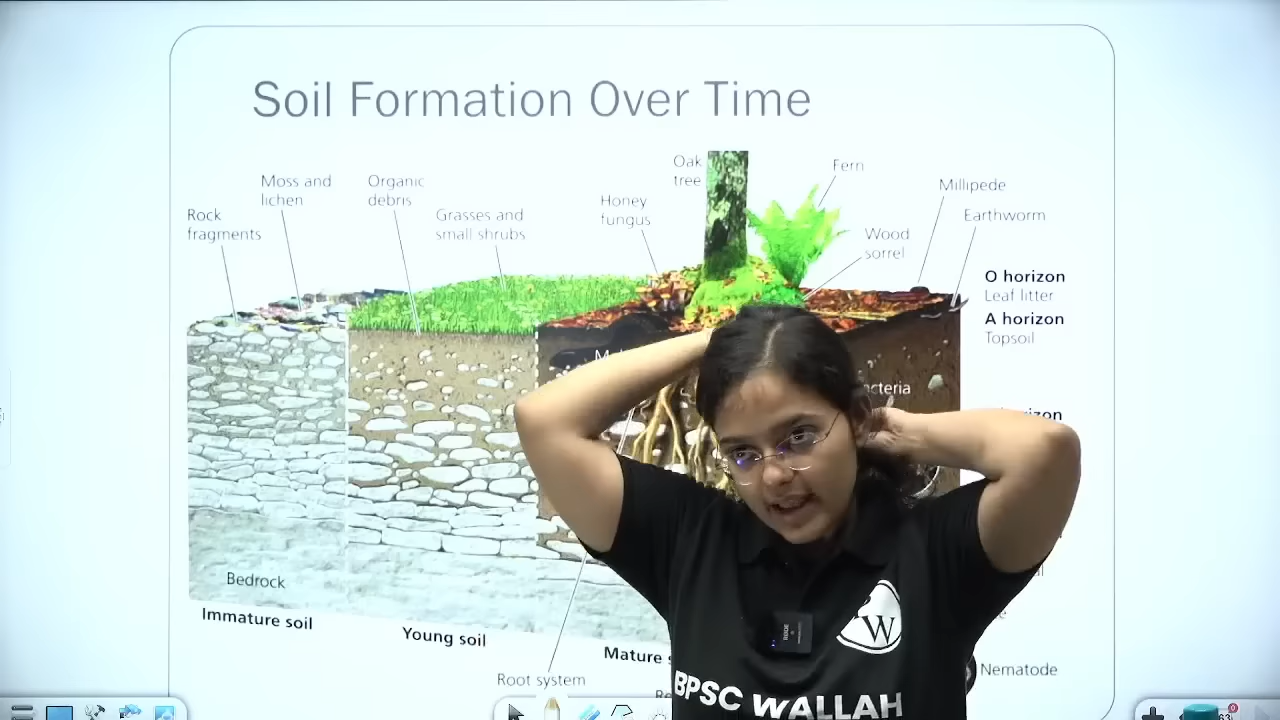 Soil Formation Over Time
Oak
tree
Fern
Moss and
lichen
Organic
debris
Millipede
Rock
fragments
Grasses and
small shrubs
Honey
fungus
Earthworm
Wood
sorrel
O horizon
Leaf litter
A horizon
Topsoil
Bedrock
Immature soil
Young soil
Mature
Root system
Nematode
W
RODE
BPSC WALLAH